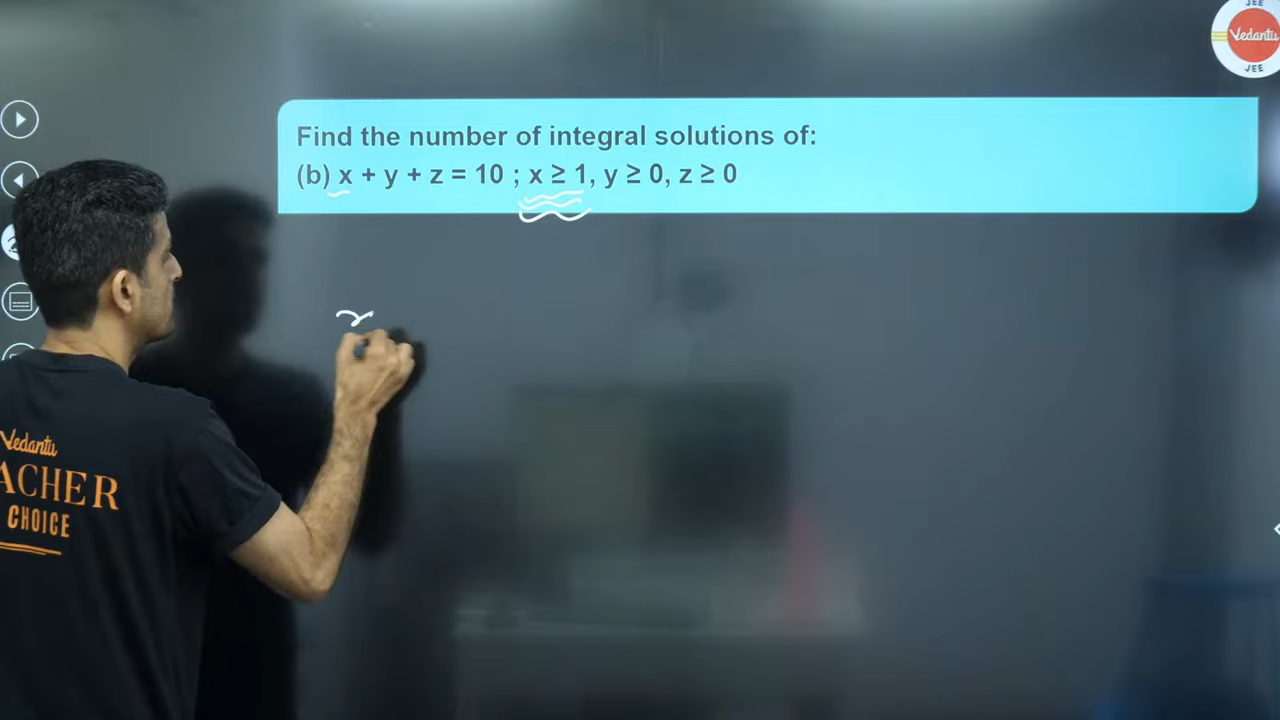 JEE
Vedantu
JEE
Find the number of integral solutions of:
(b) x + y + z = 10 ; x ≥ 1, y ≥ 0, z ≥ 0
Vedantu
ACHER
CHOICE